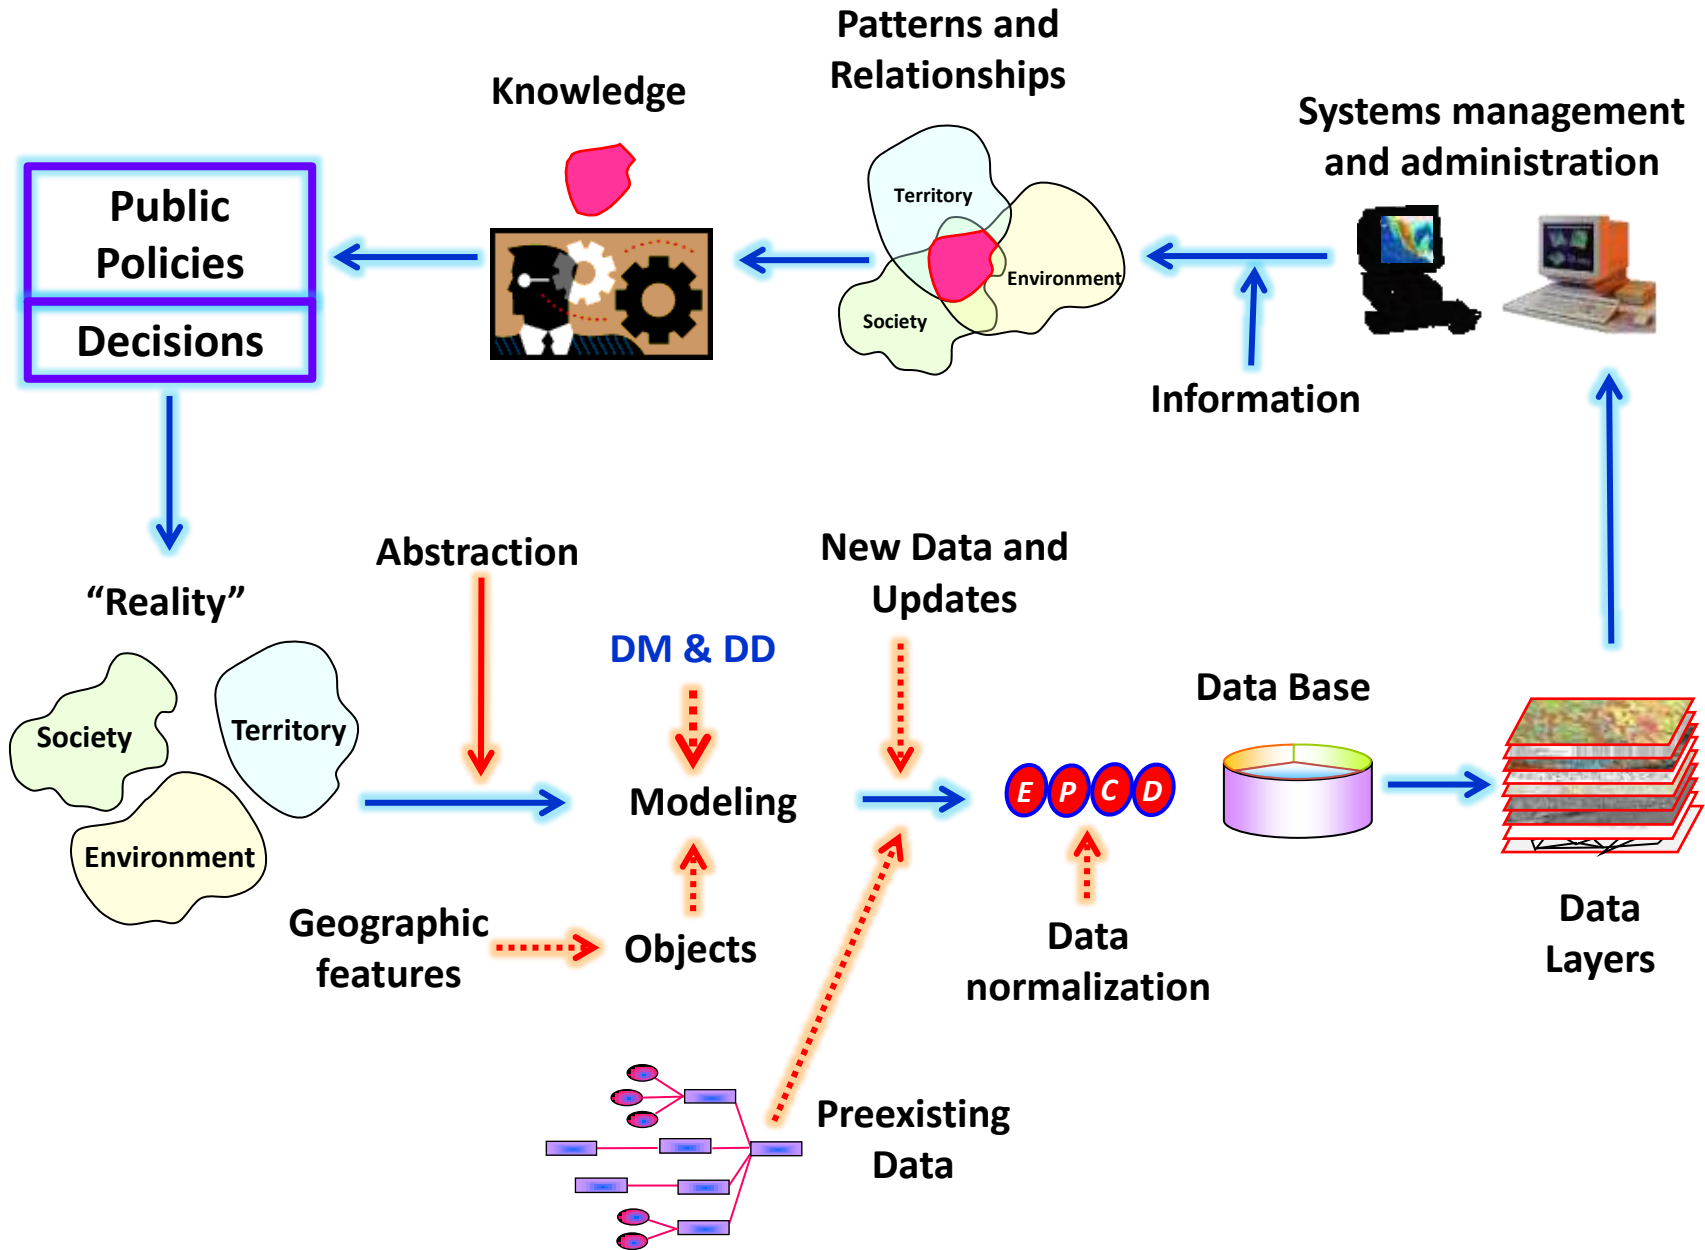 Patterns and
Relationships
Knowledge
Systems management
and administration
Public
Policies
Decisions
Territory
Environment
Society
Information
Abstraction
New Data and
Updates
“Reality”
DM & DD
Data Base
Society
Territory
Environment
Modeling
E P C D
Geographic
features
Objects
Data
normalization
Data
Layers
Preexisting
Data